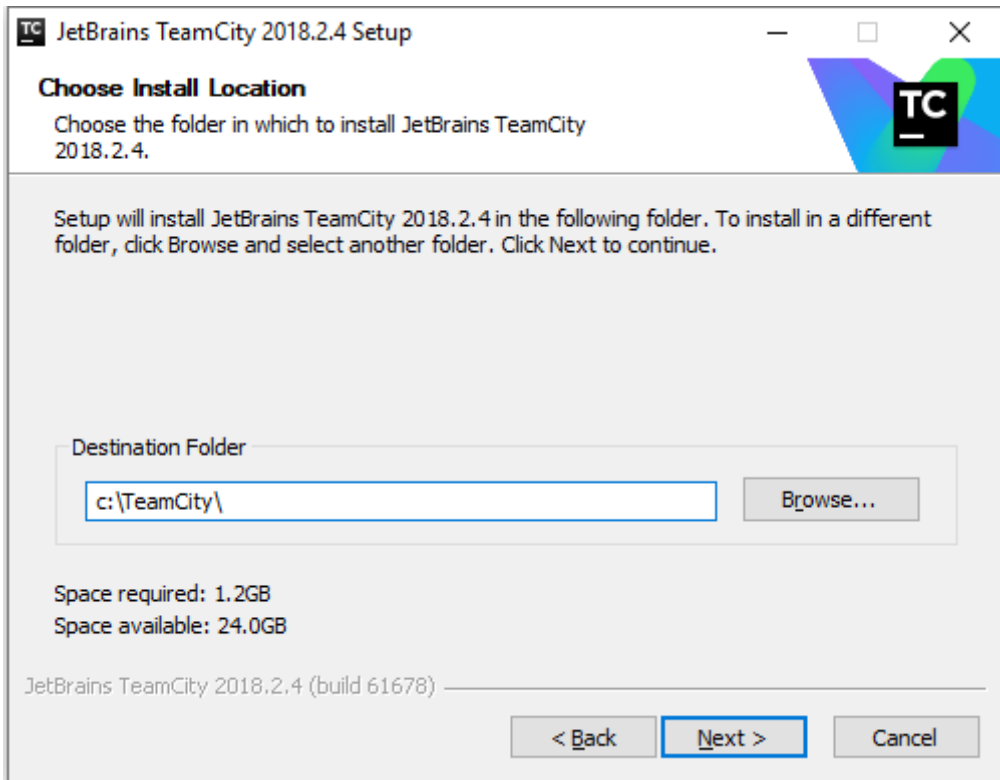 JetBrains TeamCity 2018.2.4 Setup
Choose Install Location
Choose the folder in which to install JetBrains TeamCity
2018.2.4.
TC
Setup will install JetBrains TeamCity 2018.2.4 in the following folder. To install in a different
folder, click Browse and select another folder. Click Next to continue.
Destination Folder
c:\TeamCity\
Browse...
Space required: 1.2GB
Space available: 24.0GB
JetBrains TeamCity 2018.2.4 (build 61678)
< Back
Next >
Cancel